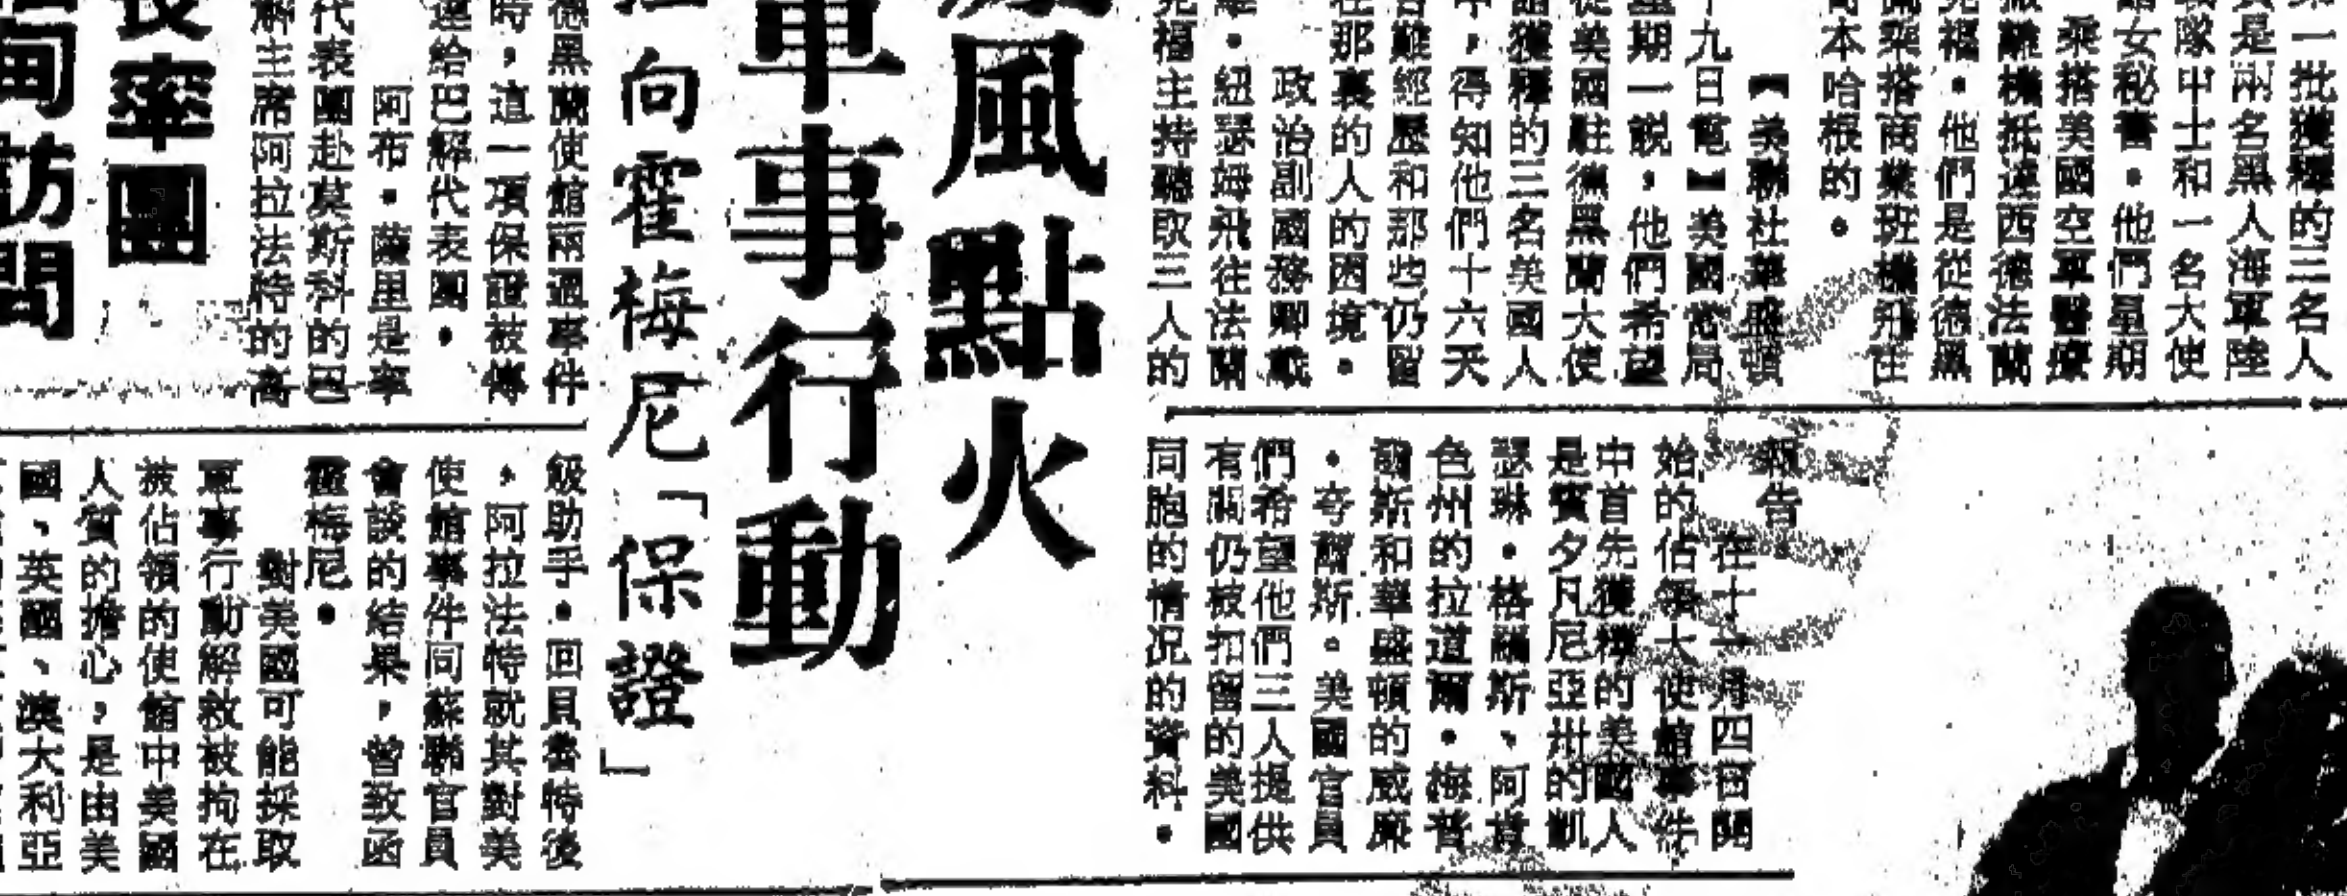 第一批獲釋的三名人
員是兩名黑人海軍陸
戰隊中士和一名大使
館女秘書。他們星期
乘搭美國空軍醫療
撤離機抵達西德法蘭
克福。他們是從德黑
蘭乘搭商業班機飛往
哥本哈根的。
【美聯社華盛頓
十九日電】美國當局
星期一說,他們希望
從美國駐德黑蘭大使
館獲釋的三名美國人
中,得知他們十六天
苦難經歷和那些仍留
在那裏的人的困境。
政治副國務卿戴
維·紐瑟姆飛往法蘭
克福主持聽取三人的
報告。
在十一月四日開
始的佔領大使館事件
中首先獲釋的美國人
是賓夕凡尼亞州的凱
瑟琳·格羅斯、阿肯
色州的拉道爾·梅普
爾斯和華盛頓的威廉
·夸爾斯。美國官員
們希望他們三人提供
有關仍被扣留的美國
同胞的情況的資料。
風點火
軍事行動
向霍梅尼「保證」
德黑蘭使館兩週事件
時,這一項保證被傳
達給巴解代表團。
阿布·薩里是率
代表團赴莫斯科的巴
解主席阿拉法特的高
級助手。回貝魯特後
,阿拉法特就其對美
使館事件同蘇聯官員
會談的結果,曾致函
霍梅尼。
對美國可能採取
軍事行動解救被拘在
被佔領的使館中美國
人質的擔心,是由美
國、英國、澳大利亞
長率團
訪問